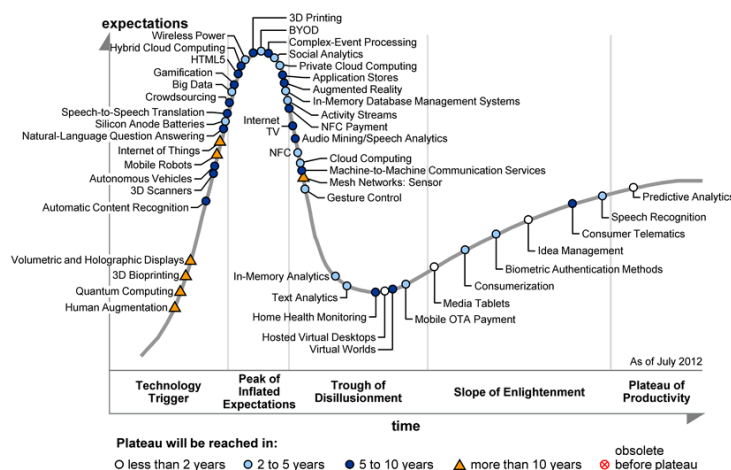 expectations
3D Printing
Wireless Power
BYOD
Hybrid Cloud Computing
Complex-Event Processing
HTML5
Social Analytics
Gamification
Private Cloud Computing
Big Data
Application Stores
Crowdsourcing
Augmented Reality
Speech-to-Speech Translation
In-Memory Database Management Systems
Silicon Anode Batteries
Activity Streams
Natural-Language Question Answering
Internet
TV
NFC Payment
Internet of Things
Audio Mining/Speech Analytics
Mobile Robots
NFC
Cloud Computing
Autonomous Vehicles
Machine-to-Machine Communication Services
3D Scanners
Mesh Networks: Sensor
Automatic Content Recognition
Gesture Control
Predictive Analytics
Speech Recognition
Consumer Telematics
Idea Management
Volumetric and Holographic Displays
Biometric Authentication Methods
3D Bioprinting
In-Memory Analytics
Consumerization
Quantum Computing
Text Analytics
Media Tablets
Human Augmentation
Home Health Monitoring
Mobile OTA Payment
Hosted Virtual Desktops
Virtual Worlds
As of July 2012
Technology
Trigger
Peak of
Inflated
Expectations
Trough of
Disillusionment
Slope of Enlightenment
Plateau of
Productivity
time
Plateau will be reached in:
less than 2 years
2 to 5 years
5 to 10 years
more than 10 years
obsolete
before plateau